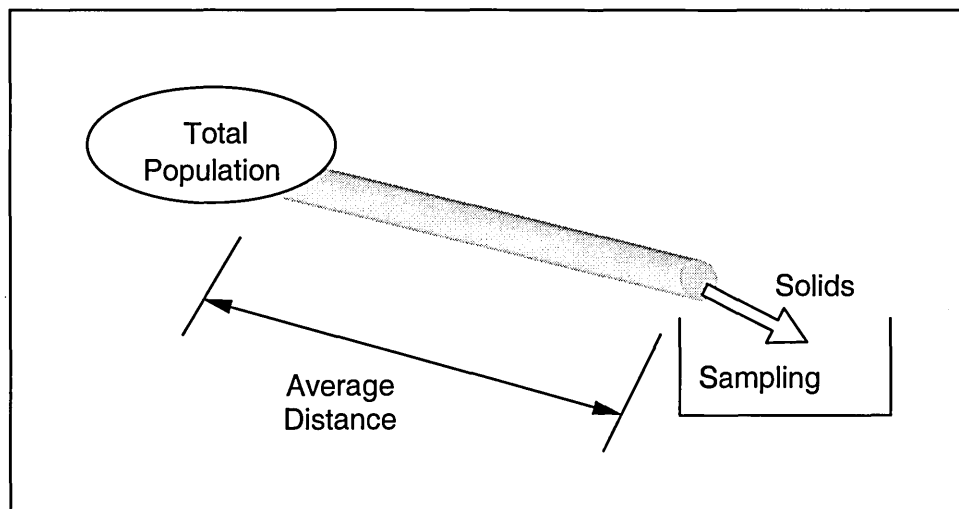 Total
Population
Solids
Sampling
Average
Distance